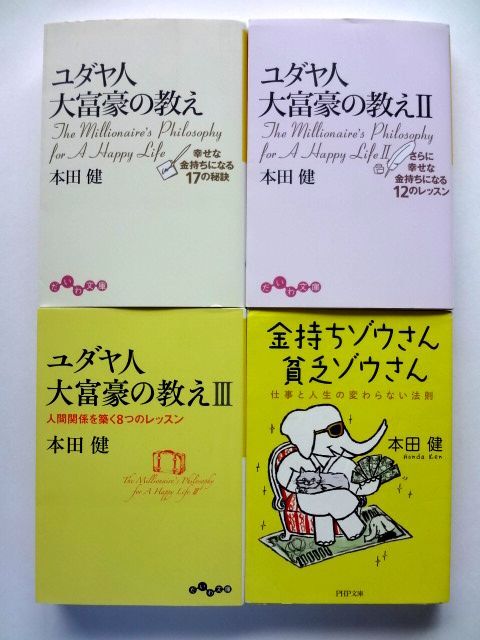 ユダヤ人
大富豪の教え
The Millionaire's Philosophy
for A Happy Life
幸せな
金持ちになる
17の秘訣
本田 健
だいわ文庫
ユダヤ人
大富豪の教えII
The Millionaire's Philosophy
for A Happy Life II
さらに
幸せな
金持ちになる
12のレッスン
本田 健
だいわ文庫
ユダヤ人
大富豪の教えIII
人間関係を築く8つのレッスン
本田 健
The Millionaire's Philosophy
for A Happy Life III
だいわ文庫
金持ちゾウさん
貧乏ゾウさん
仕事と人生の変わらない法則
本田 健
Honda Ken
PHP文庫